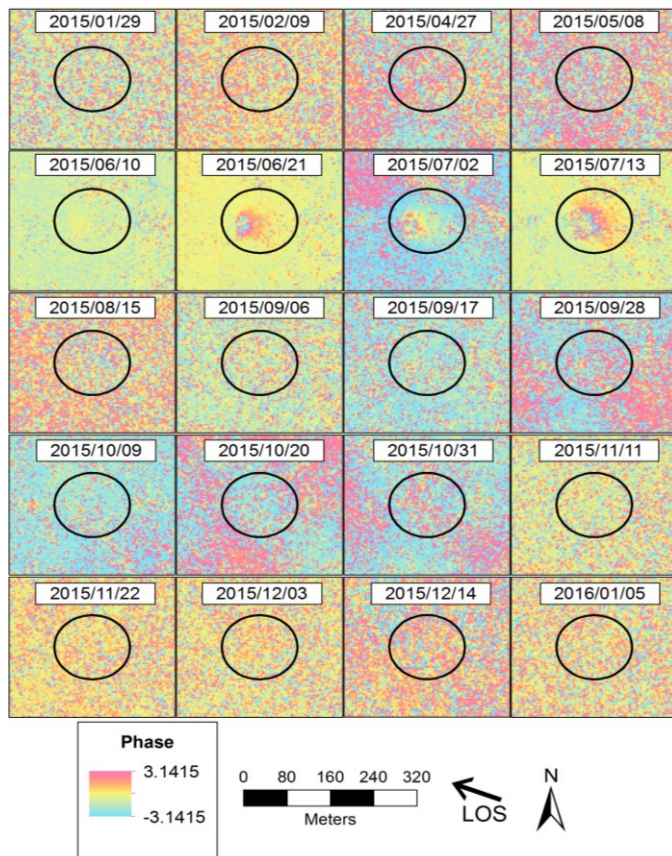 2015/01/29 2015/02/09 2015/04/27 2015/05/08
2015/06/10 2015/06/21 2015/07/02 2015/07/13
2015/08/15 2015/09/06 2015/09/17 2015/09/28
2015/10/09 2015/10/20 2015/10/31 2015/11/11
2015/11/22 2015/12/03 2015/12/14 2016/01/05
Phase
3.1415
-3.1415
0 80 160 240 320
Meters
LOS
N